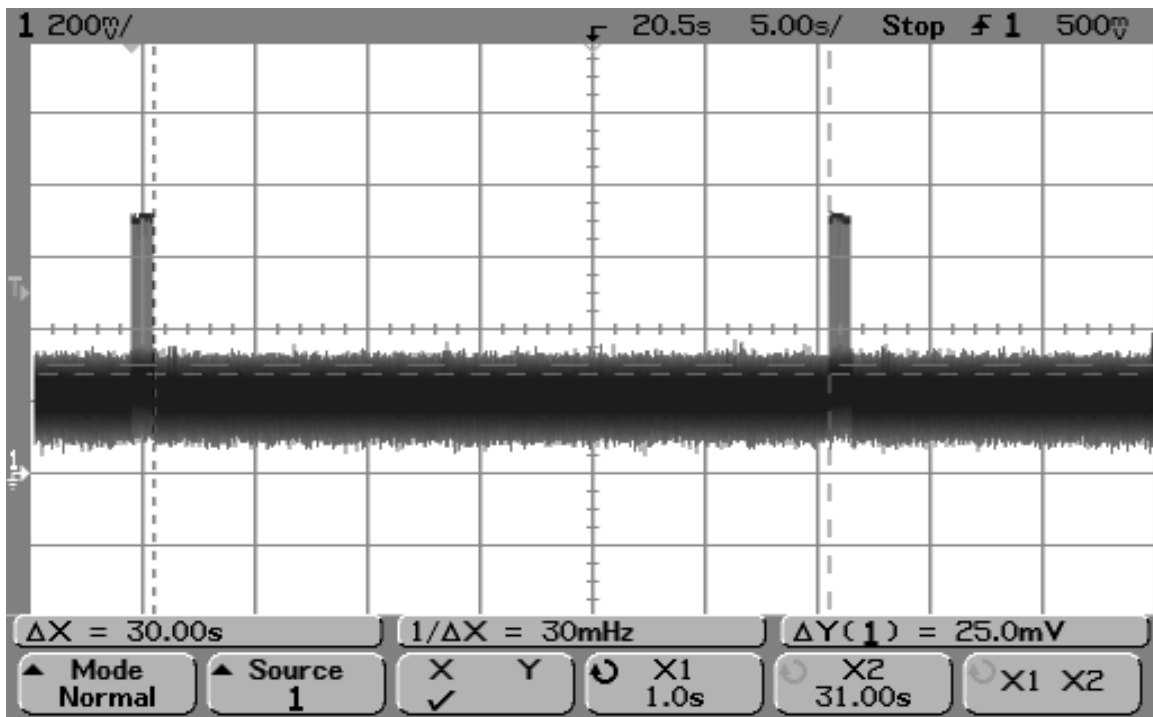 1 200mV/ 20.5s 5.00s/ Stop 1 500mV
T
1
ΔX = 30.00s 1/ΔX = 30mHz ΔY(1) = 25.0mV
Mode Source X Y X1 X2 X1 X2
Normal 1 ✓ 1.0s 31.00s